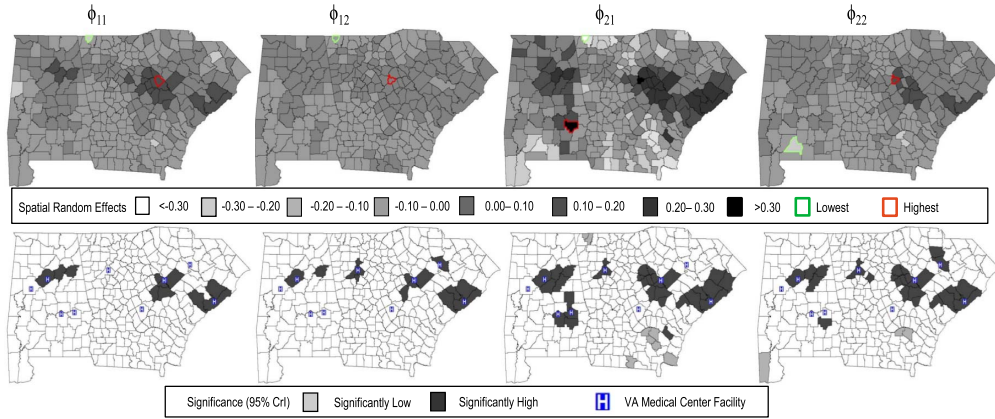 ϕ11 ϕ12 ϕ21 ϕ22
Spatial Random Effects <-0.30 -0.30 – -0.20 -0.20 – -0.10 -0.10 – 0.00 0.00– 0.10 0.10 – 0.20 0.20– 0.30 >0.30 Lowest Highest
Significance (95% CrI) Significantly Low Significantly High H VA Medical Center Facility